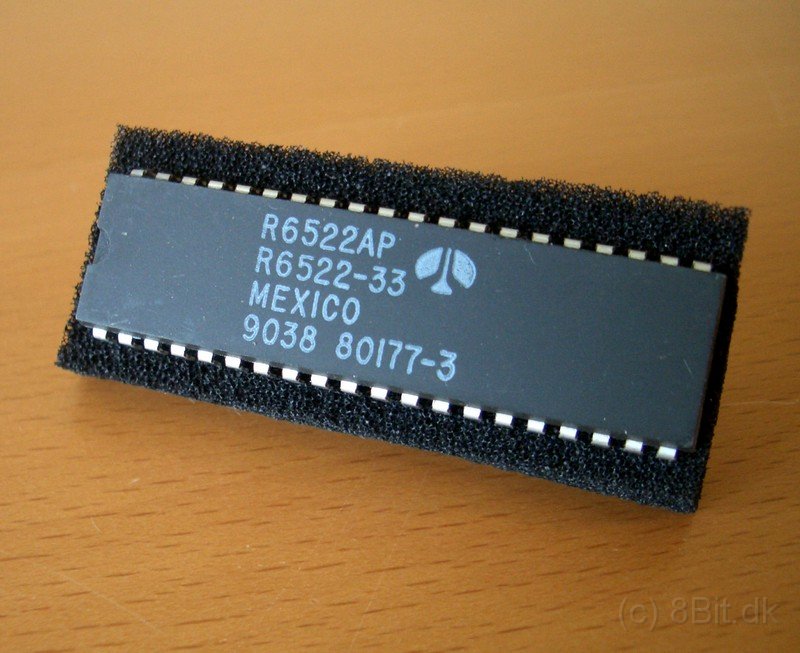 R6522AP
R6522-33
MEXICO
9038 80177-3
(c) 8Bit.dk